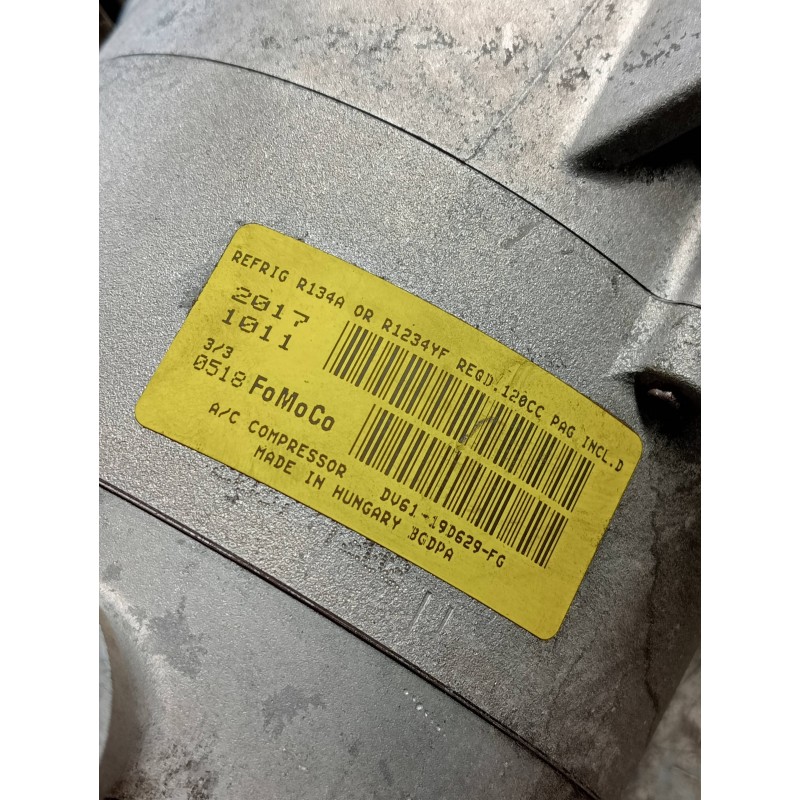 REFRIG R134A OR R1234YF REQD.120CC PAG INCL.D
2017
1011
3/3
0518 FoMoCo
A/C COMPRESSOR DV61-19D629-FG
MADE IN HUNGARY BGDPA